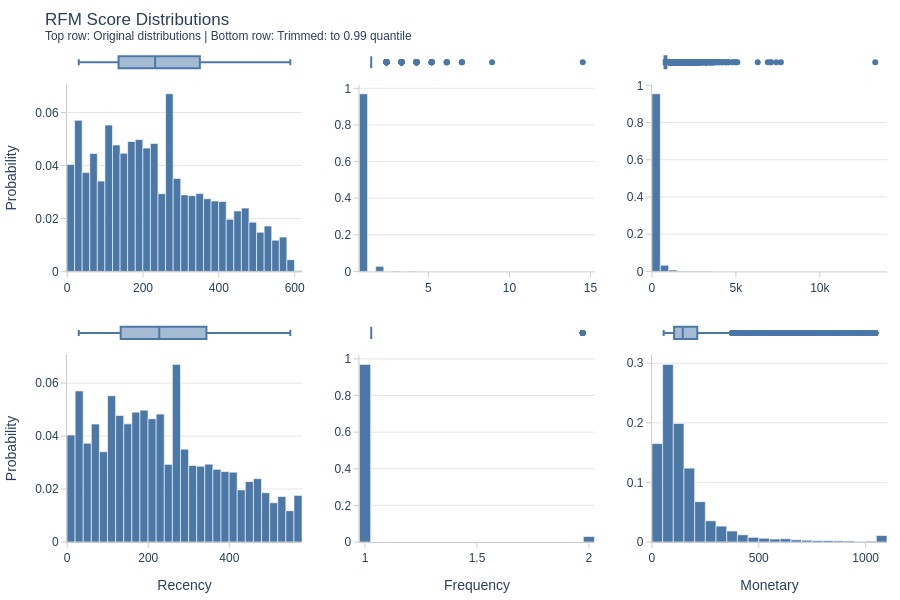 RFM Score Distributions
Top row: Original distributions | Bottom row: Trimmed: to 0.99 quantile
Probability
0.06
0.04
0.02
0
0 200 400 600
1
0.8
0.6
0.4
0.2
0
5 10 15
1
0.8
0.6
0.4
0.2
0
0 5k 10k
Probability
0.06
0.04
0.02
0
0 200 400
Recency
1
0.8
0.6
0.4
0.2
0
1 1.5 2
Frequency
0.3
0.2
0.1
0
0 500 1000
Monetary